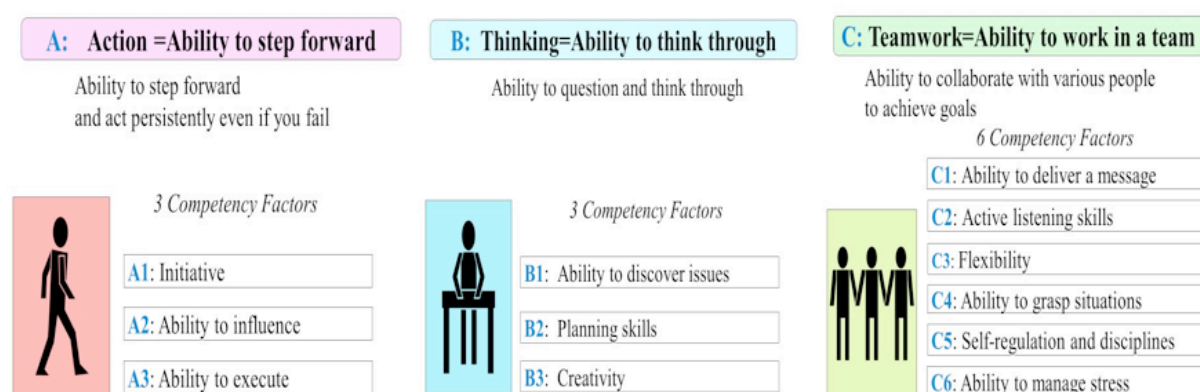 A: Action =Ability to step forward
Ability to step forward
and act persistently even if you fail
3 Competency Factors
A1: Initiative
A2: Ability to influence
A3: Ability to execute
B: Thinking=Ability to think through
Ability to question and think through
3 Competency Factors
B1: Ability to discover issues
B2: Planning skills
B3: Creativity
C: Teamwork=Ability to work in a team
Ability to collaborate with various people
to achieve goals
6 Competency Factors
C1: Ability to deliver a message
C2: Active listening skills
C3: Flexibility
C4: Ability to grasp situations
C5: Self-regulation and disciplines
C6: Ability to manage stress